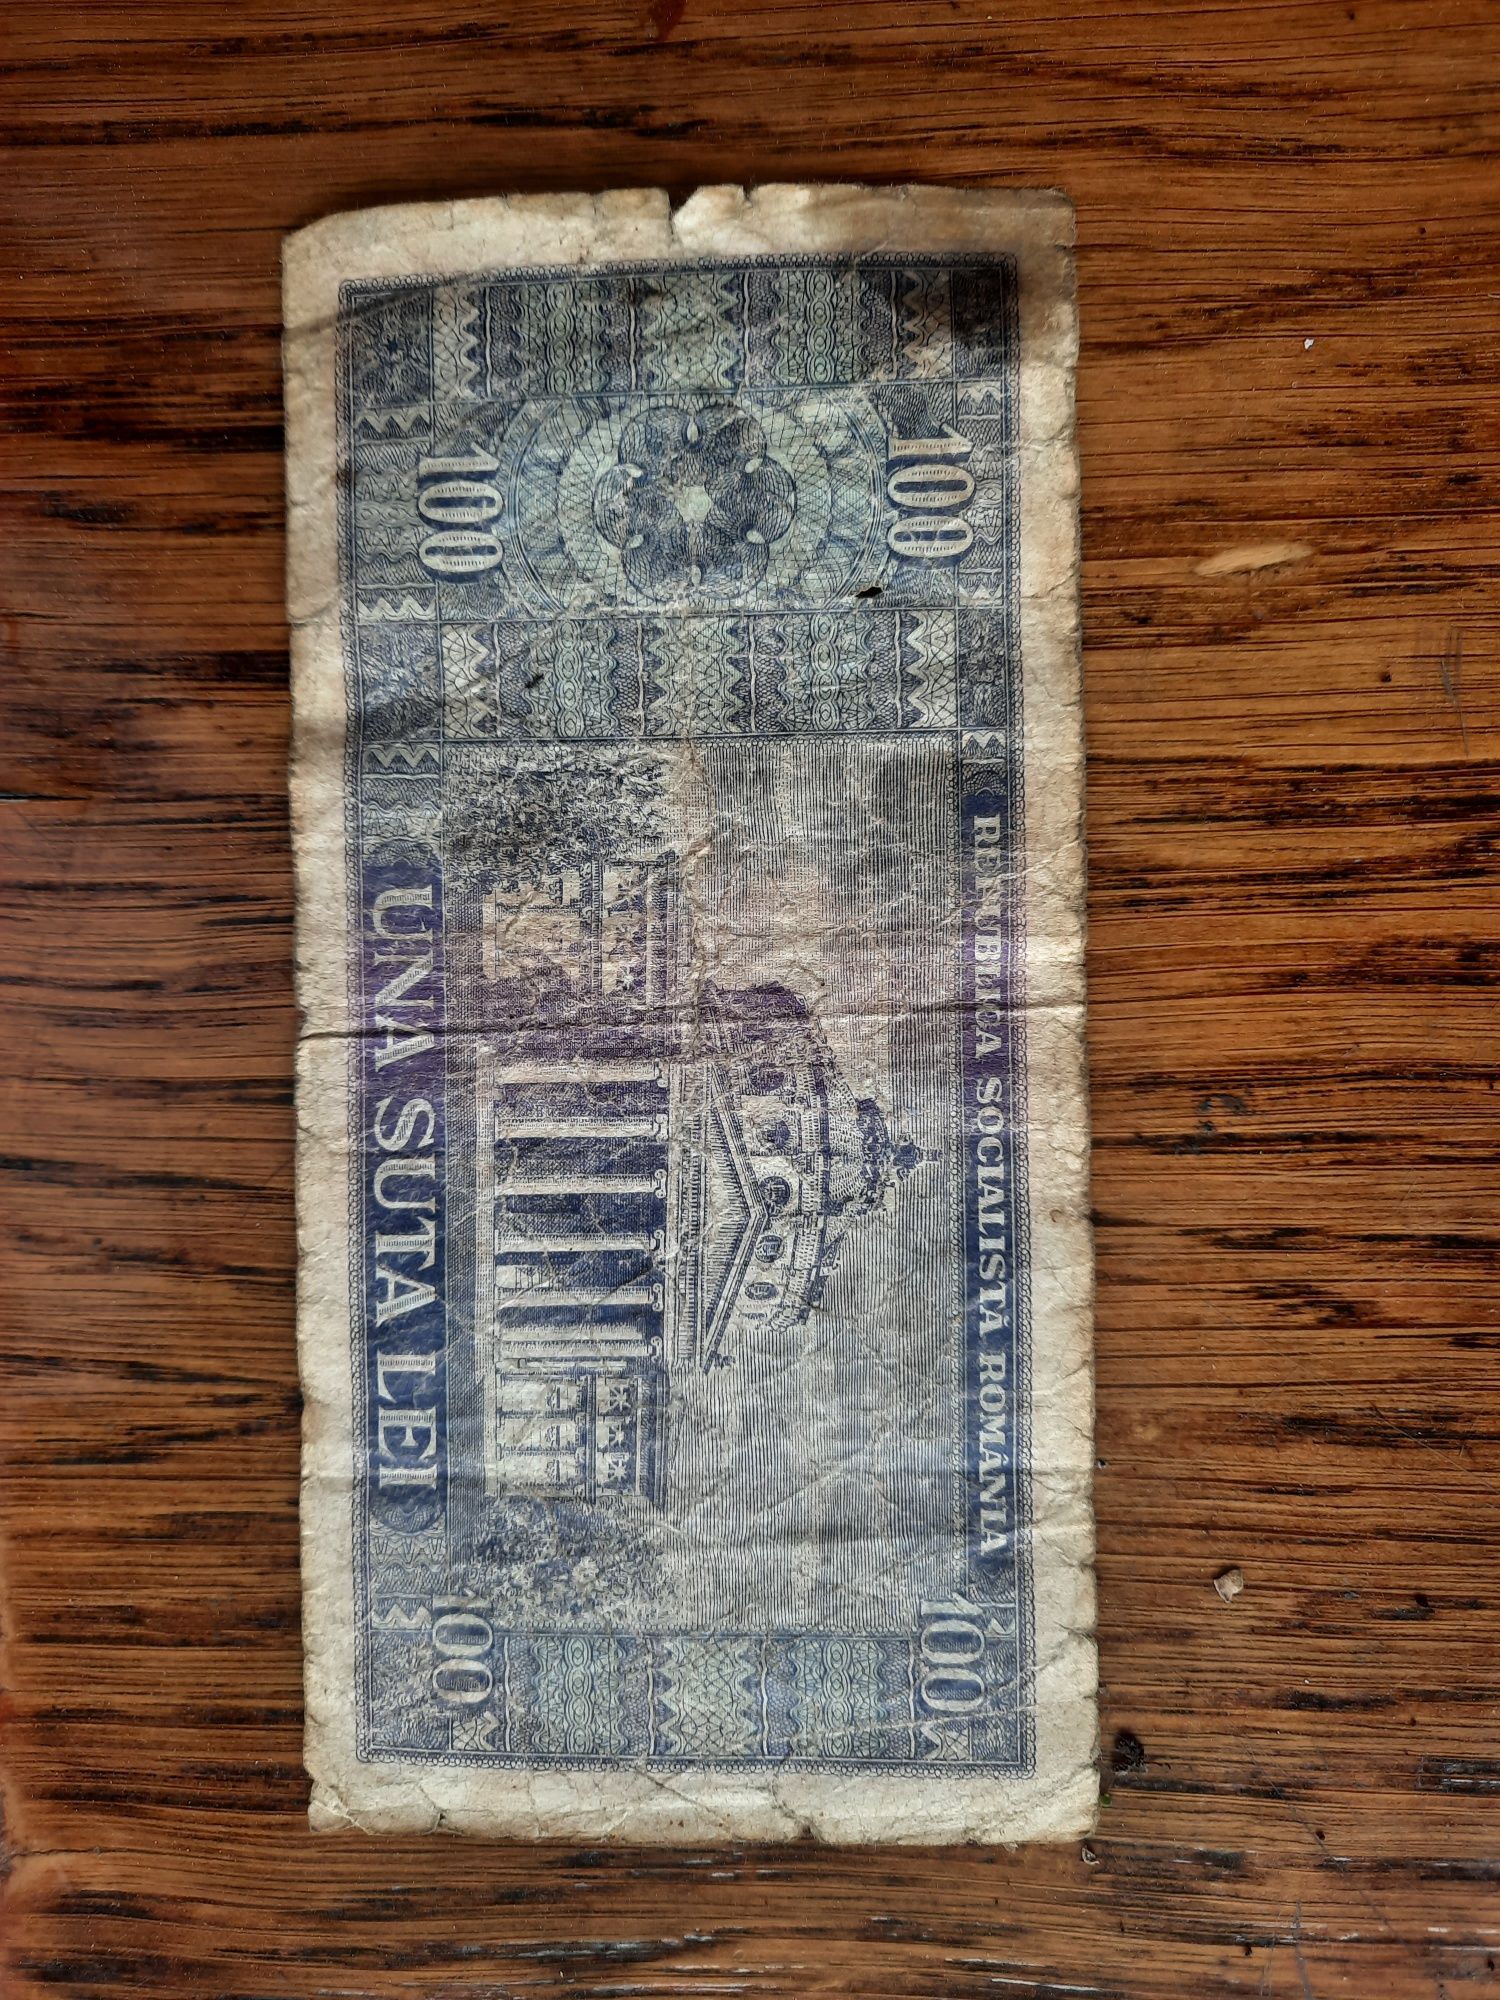 REPUBLICA SOCIALISTĂ ROMÂNIA
100
100
100
100
UNA SUTA LEI